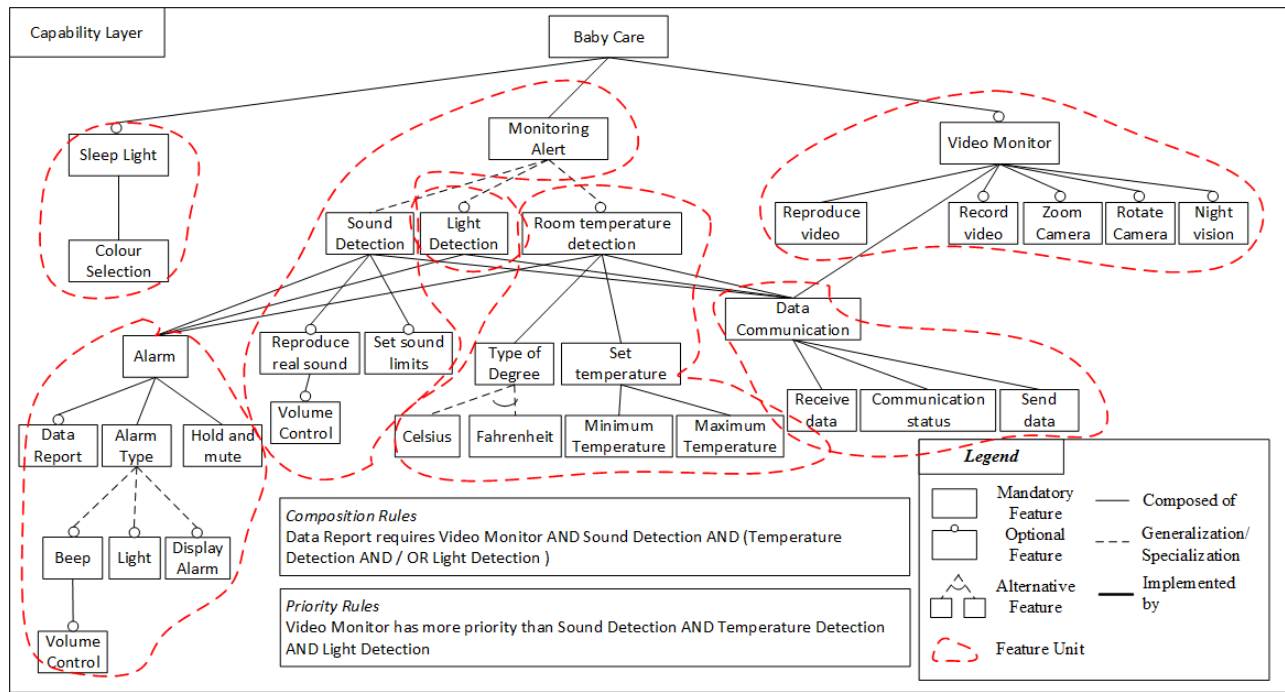 Capability Layer
Baby Care
Sleep Light
Monitoring
Alert
Video Monitor
Colour
Selection
Sound
Detection
Light
Detection
Room temperature
detection
Reproduce
video
Record
video
Zoom
Camera
Rotate
Camera
Night
vision
Data
Communication
Alarm
Reproduce
real sound
Set sound
limits
Type of
Degree
Set
temperature
Volume
Control
Celsius
Fahrenheit
Minimum
Temperature
Maximum
Temperature
Receive
data
Communication
status
Send
data
Data
Report
Alarm
Type
Hold and
mute
Beep
Light
Display
Alarm
Volume
Control
Composition Rules
Data Report requires Video Monitor AND Sound Detection AND (Temperature
Detection AND / OR Light Detection )
Priority Rules
Video Monitor has more priority than Sound Detection AND Temperature Detection
AND Light Detection
Legend
Mandatory
Feature
Composed of
Optional
Feature
Generalization/
Specialization
Alternative
Feature
Implemented
by
Feature Unit